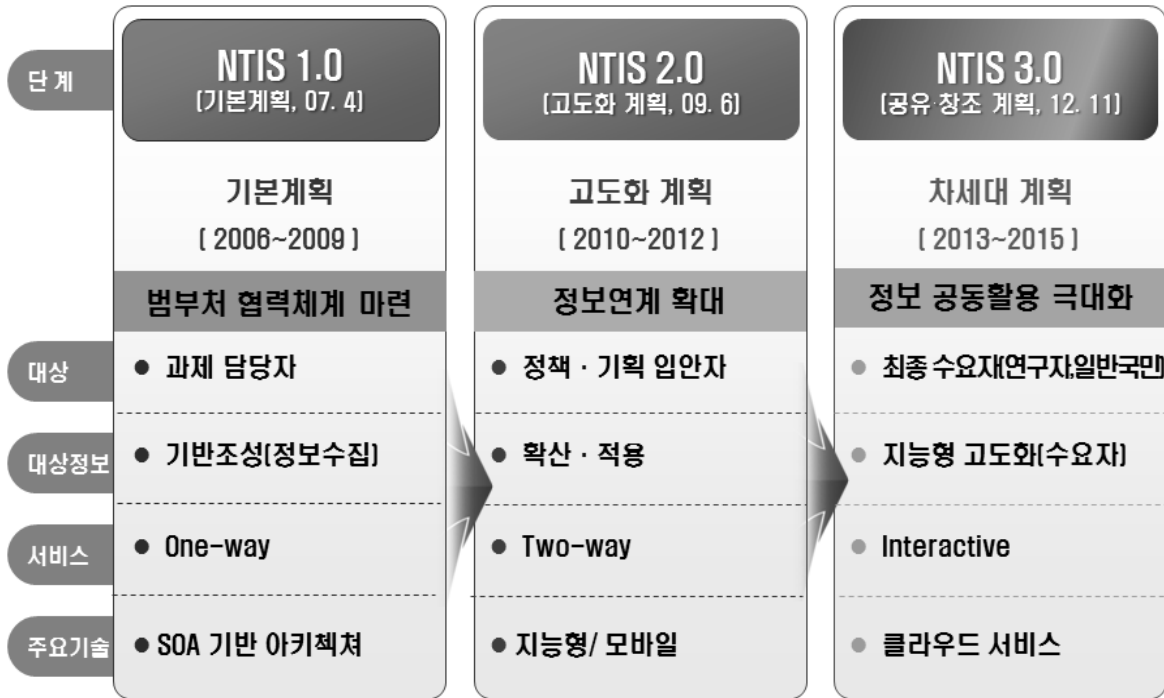 단 계
NTIS 1.0
(기본계획, 07. 4)
NTIS 2.0
(고도화 계획, 09. 6)
NTIS 3.0
(공유·창조 계획, 12. 11)
기본계획
( 2006~2009 )
고도화 계획
( 2010~2012 )
차세대 계획
( 2013~2015 )
범부처 협력체계 마련
정보연계 확대
정보 공동활용 극대화
대상
● 과제 담당자
● 정책 · 기획 입안자
● 최종 수요자(연구자,일반국민)
대상정보
● 기반조성(정보수집)
● 확산 · 적용
● 지능형 고도화(수요자)
서비스
● One-way
● Two-way
● Interactive
주요기술
● SOA 기반 아키첵쳐
● 지능형/ 모바일
● 클라우드 서비스